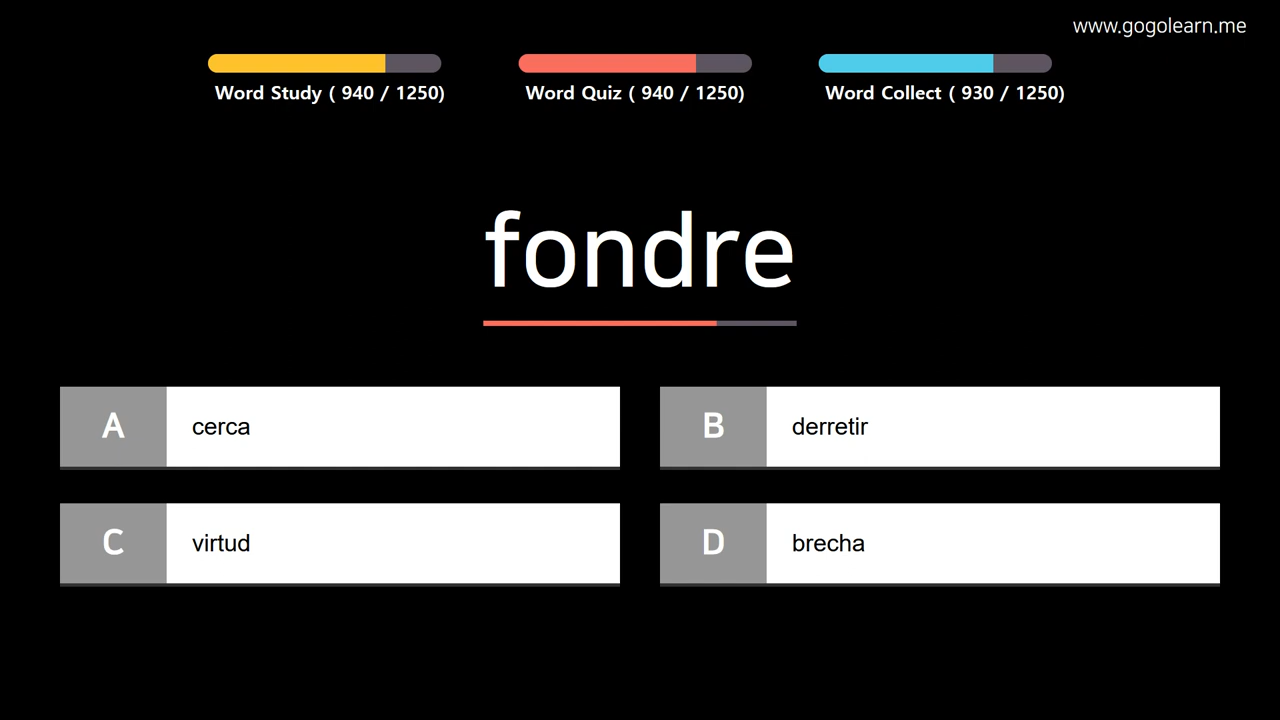 www.gogolearn.me
Word Study ( 940 / 1250)
Word Quiz ( 940 / 1250)
Word Collect ( 930 / 1250)
fondre
A cerca
B derretir
C virtud
D brecha